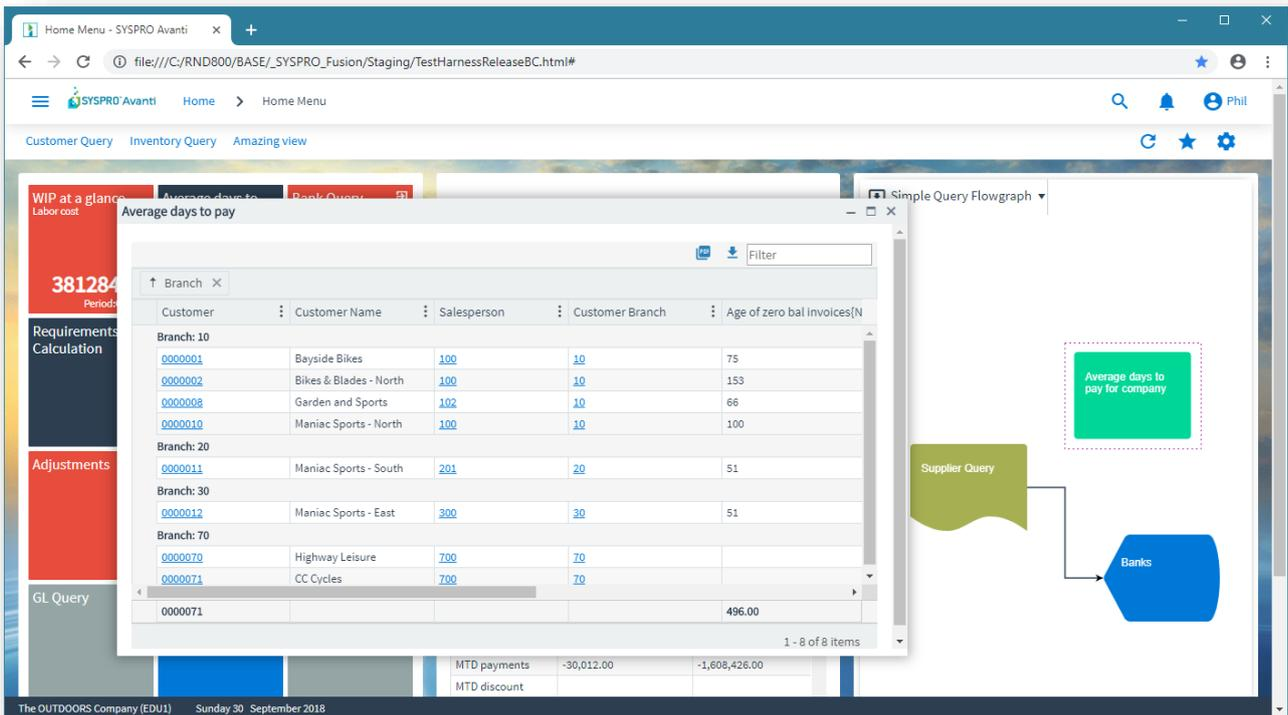 Home Menu - SYSPRO Avanti
file:///C:/RND800/BASE/_SYSPRO_Fusion/Staging/TestHarnessReleaseBC.html#
SYSPRO Avanti Home > Home Menu Phil
Customer Query Inventory Query Amazing view
WIP at a glance Average days to Bank Query
Labor cost
381284
Period:
Requirements
Calculation
Adjustments
GL Query
Average days to pay
PDF Filter
↑ Branch ×
Customer Customer Name Salesperson Customer Branch Age of zero bal invoices{N
Branch: 10
0000001 Bayside Bikes 100 10 75
0000002 Bikes & Blades - North 100 10 153
0000008 Garden and Sports 102 10 66
0000010 Maniac Sports - North 100 10 100
Branch: 20
0000011 Maniac Sports - South 201 20 51
Branch: 30
0000012 Maniac Sports - East 300 30 51
Branch: 70
0000070 Highway Leisure 700 70
0000071 CC Cycles 700 70
0000071 496.00
1 - 8 of 8 items
MTD payments -30,012.00 -1,608,426.00
MTD discount
Simple Query Flowgraph
Average days to
pay for company
Supplier Query
Banks
The OUTDOORS Company (EDU1) Sunday 30 September 2018